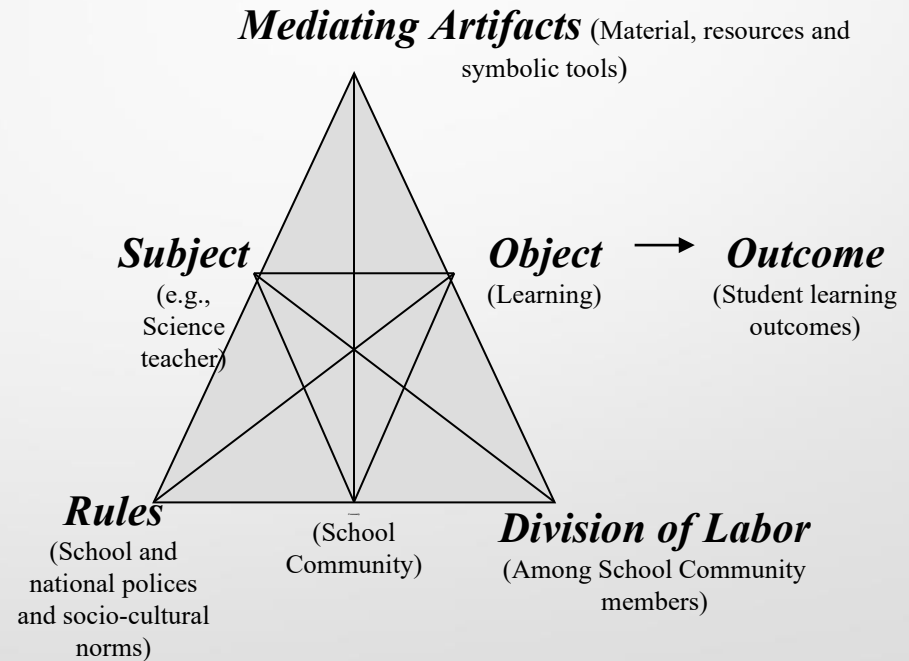 Mediating Artifacts (Material, resources and
symbolic tools)
Subject
(e.g.,
Science
teacher)
Object
(Learning)
Outcome
(Student learning
outcomes)
Rules
(School and
national polices
and socio-cultural
norms)
(School
Community)
Division of Labor
(Among School Community
members)